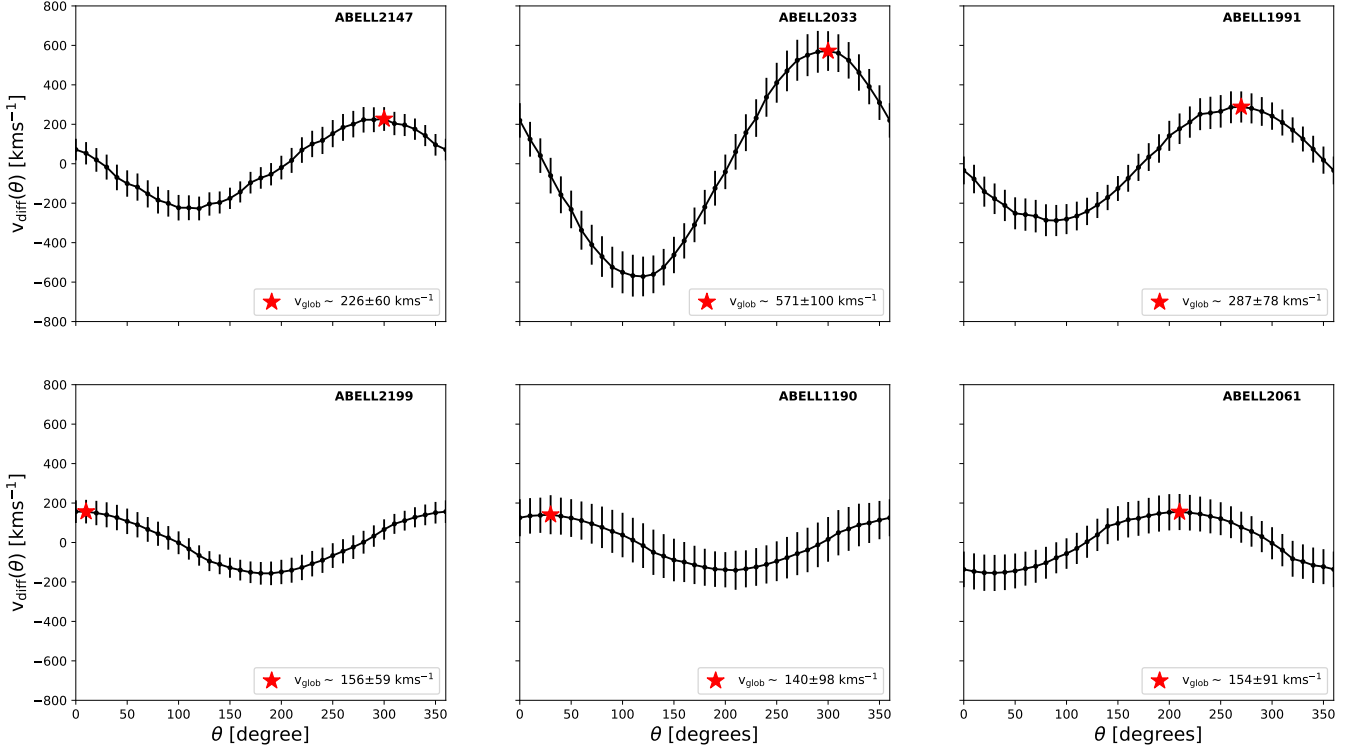 ABELL2147
ABELL2033
ABELL1991
800
600
400
200
0
−200
−400
−600
−800
v_diff(θ) [kms⁻¹]
v_glob ~ 226±60 kms⁻¹
v_glob ~ 571±100 kms⁻¹
v_glob ~ 287±78 kms⁻¹
ABELL2199
ABELL1190
ABELL2061
800
600
400
200
0
−200
−400
−600
−800
v_diff(θ) [kms⁻¹]
v_glob ~ 156±59 kms⁻¹
v_glob ~ 140±98 kms⁻¹
v_glob ~ 154±91 kms⁻¹
0 50 100 150 200 250 300 350
0 50 100 150 200 250 300 350
0 50 100 150 200 250 300 350
θ [degrees]
θ [degrees]
θ [degrees]